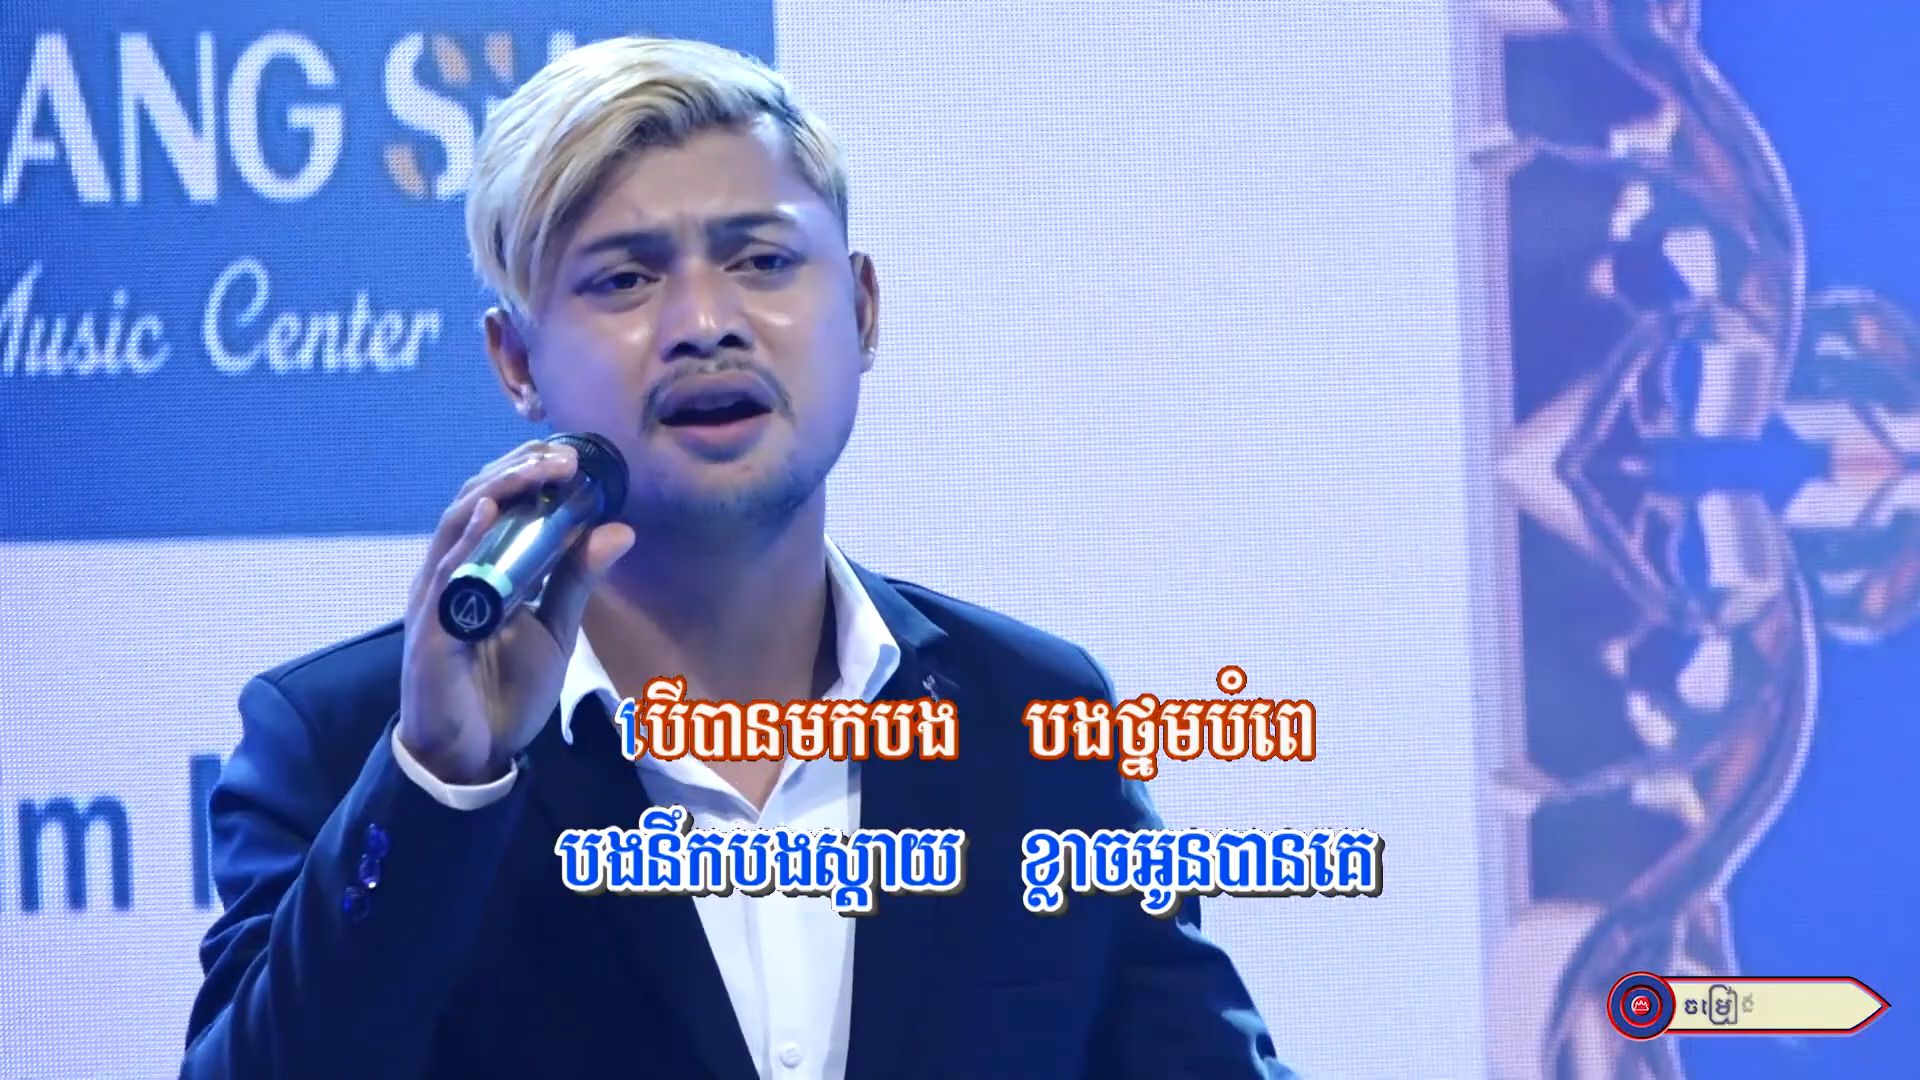 ANG S
Music Center
m
បើបានមកបង បងថ្នមបំពេ
បងនឹកបងស្ដាយ ខ្លាចអូនបានគេ
ចម្រៀង